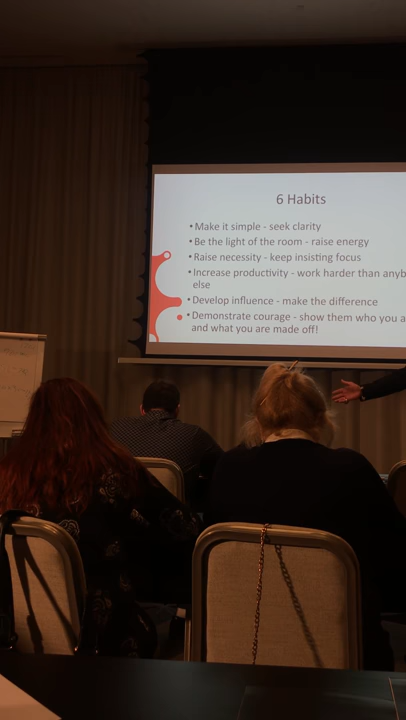 6 Habits
• Make it simple - seek clarity
• Be the light of the room - raise energy
• Raise necessity - keep insisting focus
• Increase productivity - work harder than anyb
else
• Develop influence - make the difference
• Demonstrate courage - show them who you a
and what you are made off!